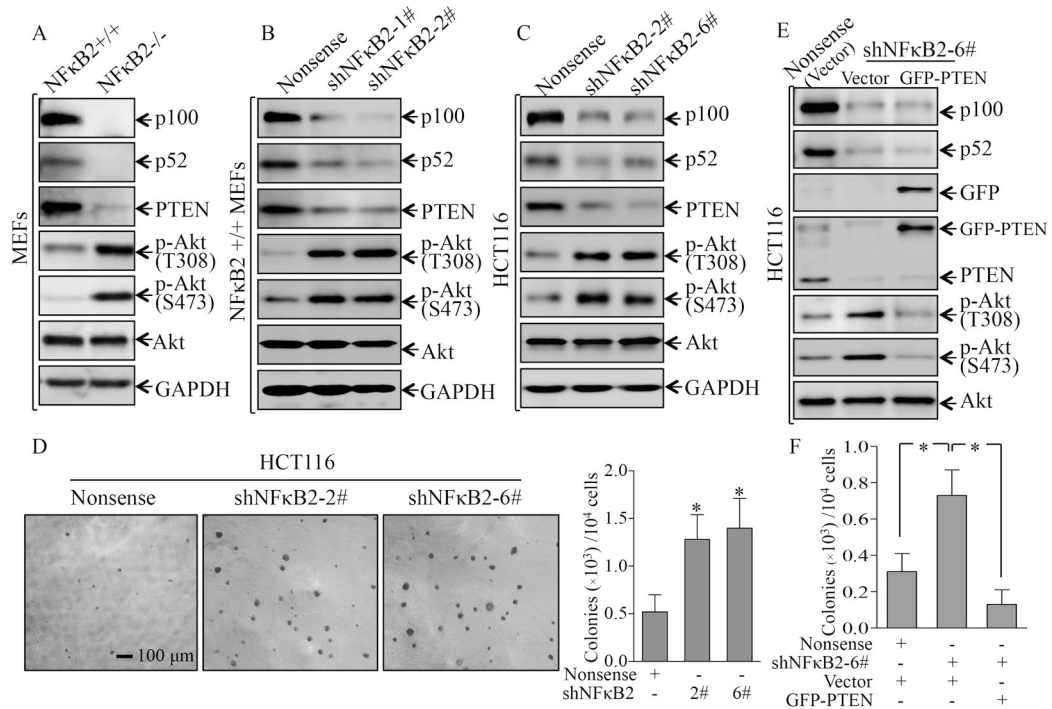 A
NFκB2+/+
NFκB2-/-
p100
p52
PTEN
p-Akt
(T308)
p-Akt
(S473)
Akt
GAPDH
MEFs
B
Nonsense
shNFκB2-1#
shNFκB2-2#
p100
p52
PTEN
p-Akt
(T308)
p-Akt
(S473)
Akt
GAPDH
NFκB2 +/+ MEFs
C
Nonsense
shNFκB2-2#
shNFκB2-6#
p100
p52
PTEN
p-Akt
(T308)
p-Akt
(S473)
Akt
GAPDH
HCT116
E
Nonsense
(Vector)
shNFκB2-6#
Vector GFP-PTEN
p100
p52
GFP
GFP-PTEN
PTEN
p-Akt
(T308)
p-Akt
(S473)
Akt
HCT116
D
HCT116
Nonsense shNFκB2-2# shNFκB2-6#
100 μm
Colonies (×10³) /10⁴ cells
2.0
1.5
1.0
0.5
0.0
* *
Nonsense + - -
shNFκB2 - 2# 6#
F
Colonies (×10³) /10⁴ cells
1.0
0.8
0.6
0.4
0.2
0.0
* *
Nonsense + - -
shNFκB2-6# - + +
Vector + + -
GFP-PTEN - - +